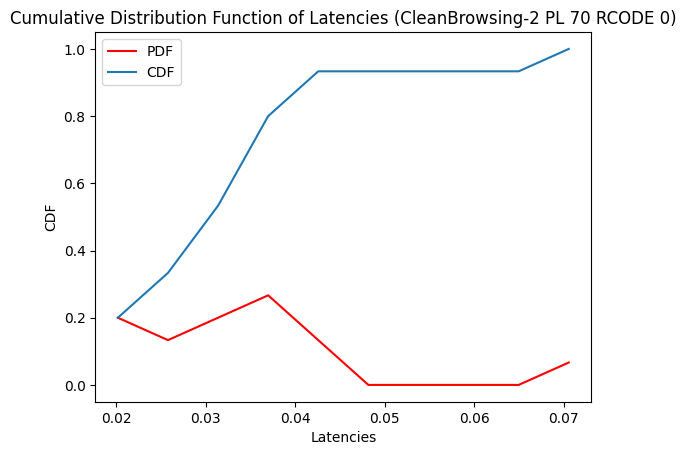 Cumulative Distribution Function of Latencies (CleanBrowsing-2 PL 70 RCODE 0)
PDF
CDF
1.0
0.8
0.6
0.4
0.2
0.0
CDF
0.02 0.03 0.04 0.05 0.06 0.07
Latencies